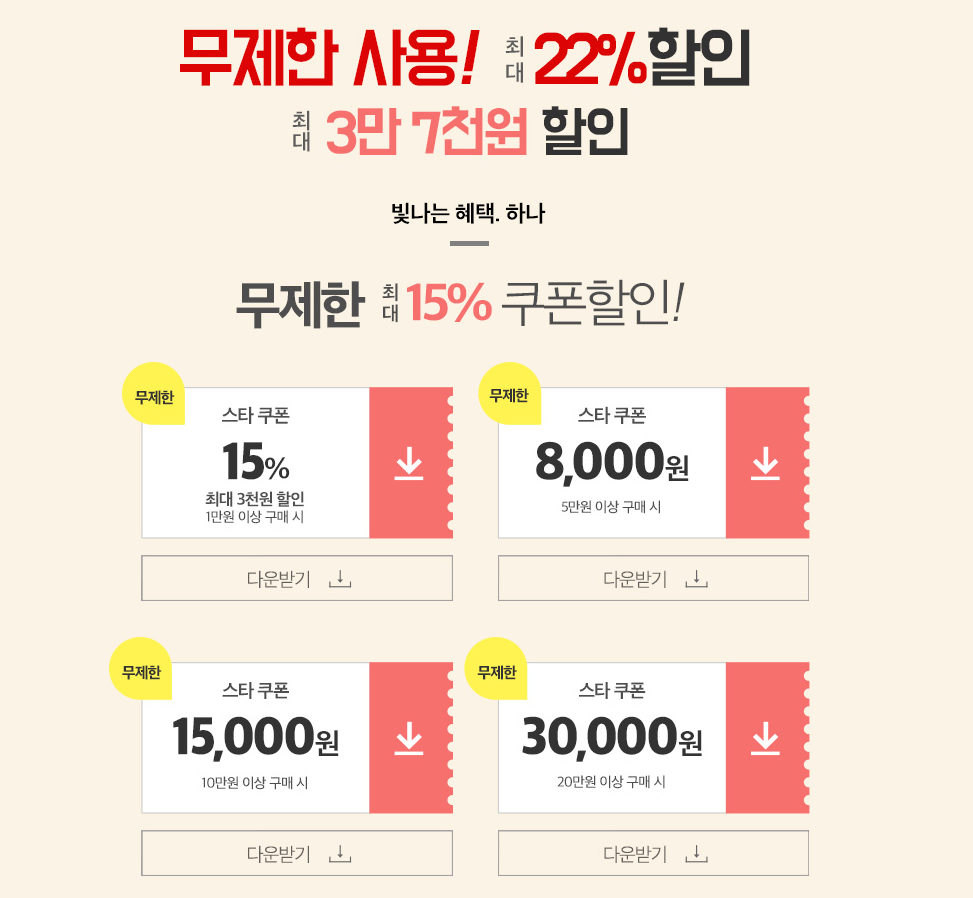 무제한 사용! 최대 22% 할인
최대 3만 7천원 할인
빛나는 혜택. 하나
무제한 최대 15% 쿠폰할인!
무제한
스타 쿠폰
15%
최대 3천원 할인
1만원 이상 구매 시
다운받기
무제한
스타 쿠폰
8,000원
5만원 이상 구매 시
다운받기
무제한
스타 쿠폰
15,000원
10만원 이상 구매 시
다운받기
무제한
스타 쿠폰
30,000원
20만원 이상 구매 시
다운받기